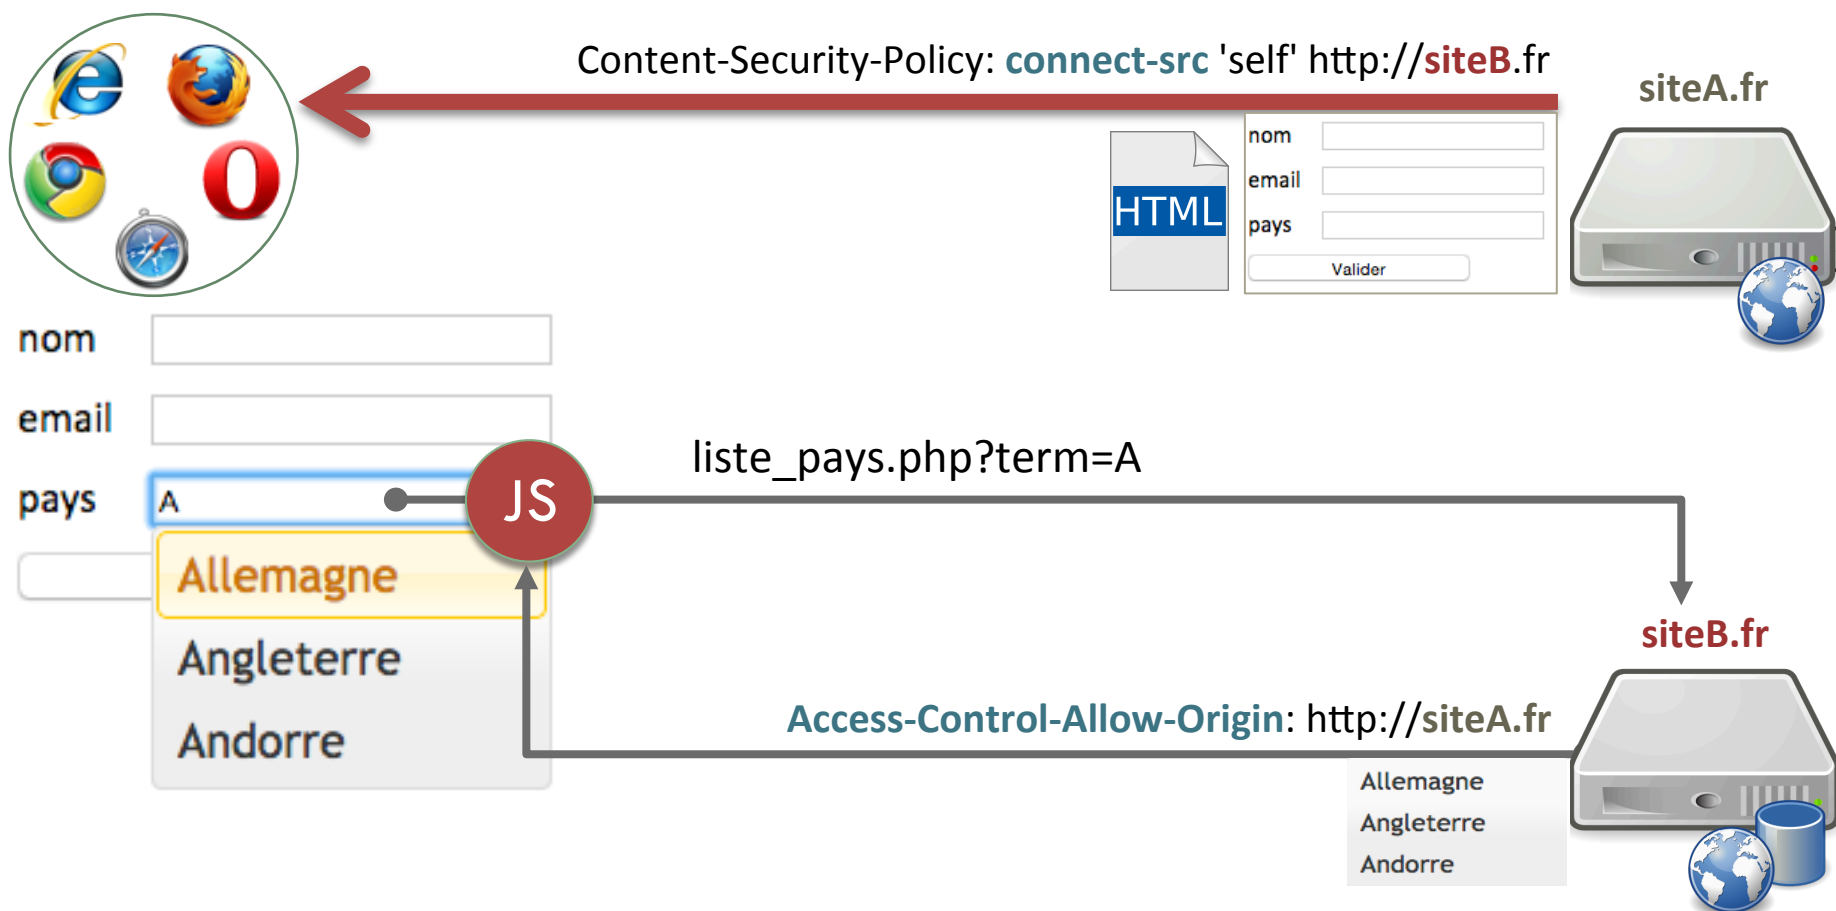 Content-Security-Policy: connect-src 'self' http://siteB.fr
siteA.fr
HTML
nom
email
pays
Valider
nom
email
pays
A
JS
liste_pays.php?term=A
Allemagne
Angleterre
Andorre
siteB.fr
Access-Control-Allow-Origin: http://siteA.fr
Allemagne
Angleterre
Andorre